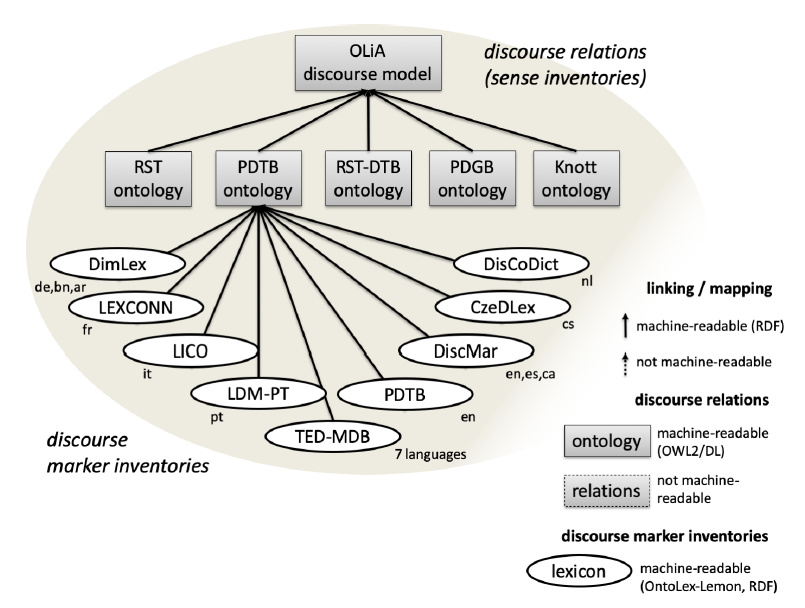 OLiA
discourse model
discourse relations
(sense inventories)
RST
ontology
PDTB
ontology
RST-DTB
ontology
PDGB
ontology
Knott
ontology
DimLex
de,bn,ar
LEXCONN
fr
LICO
it
LDM-PT
pt
TED-MDB
7 languages
PDTB
en
DiscMar
en,es,ca
CzeDLex
cs
DisCoDict
nl
discourse
marker inventories
linking / mapping
machine-readable (RDF)
not machine-readable
discourse relations
ontology
machine-readable
(OWL2/DL)
relations
not machine-
readable
discourse marker inventories
lexicon
machine-readable
(OntoLex-Lemon, RDF)